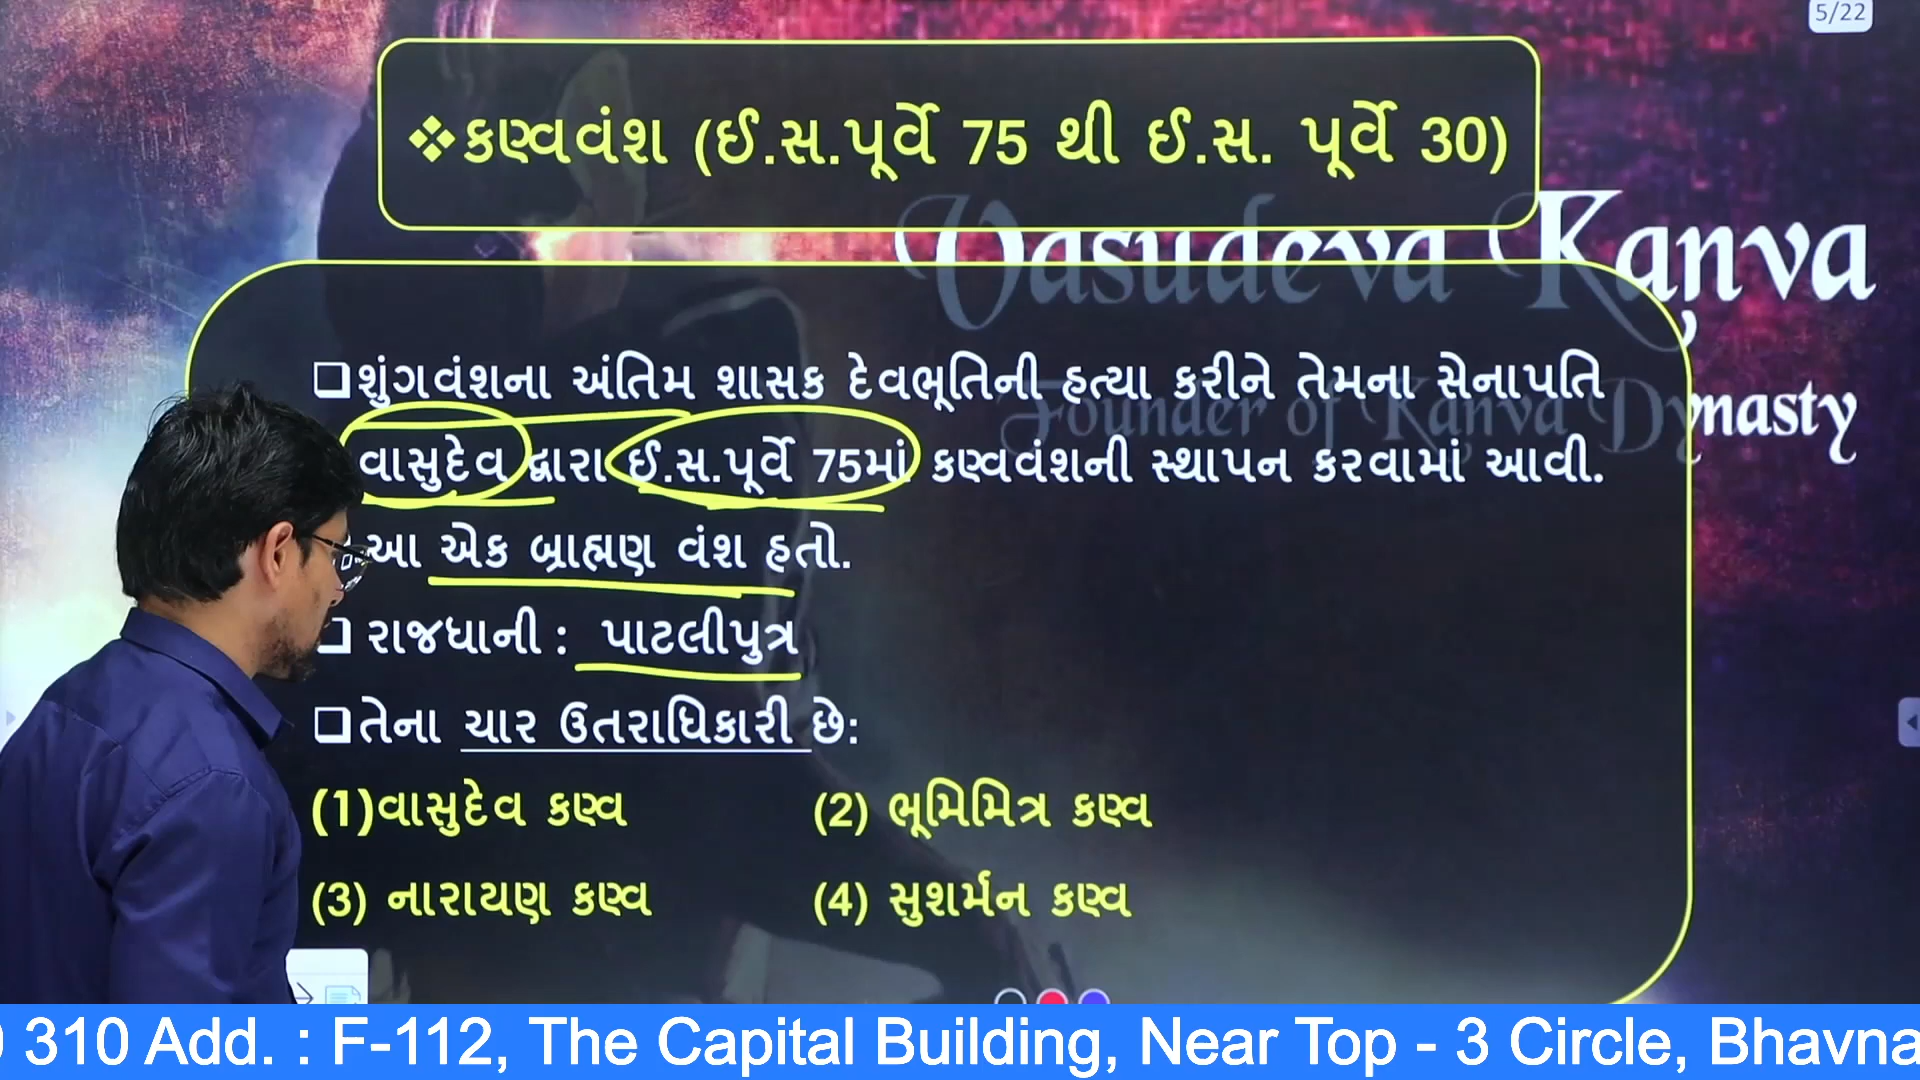 5/22
❖કણ્વવંશ (ઈ.સ.પૂર્વે 75 થી ઈ.સ. પૂર્વે 30)
Vasudeva Kanva
Founder of Kanva Dynasty
❑શુંગવંશના અંતિમ શાસક દેવભૂતિની હત્યા કરીને તેમના સેનાપતિ
વાસુદેવ દ્વારા ઈ.સ.પૂર્વે 75માં કણ્વવંશની સ્થાપન કરવામાં આવી.
❑આ એક બ્રાહ્મણ વંશ હતો.
❑ રાજધાની : પાટલીપુત્ર
❑તેના ચાર ઉતરાધિકારી છે:
(1)વાસુદેવ કણ્વ (2) ભૂમિમિત્ર કણ્વ
(3) નારાયણ કણ્વ (4) સુશર્મન કણ્વ
310 Add. : F-112, The Capital Building, Near Top - 3 Circle, Bhavna